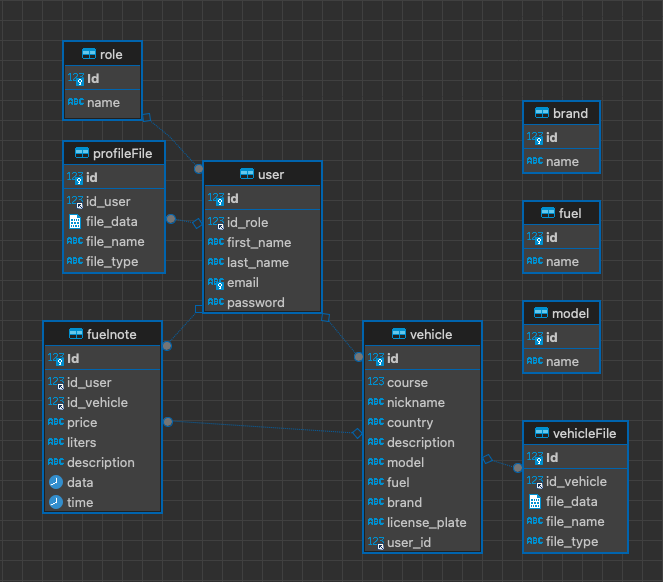 role
123 Id
ABC name
profileFile
123 id
123 id_user
file_data
ABC file_name
ABC file_type
user
123 id
123 id_role
ABC first_name
ABC last_name
ABC email
ABC password
fuelnote
123 Id
123 id_user
123 id_vehicle
ABC price
ABC liters
ABC description
data
time
vehicle
123 id
123 course
ABC nickname
ABC country
ABC description
ABC model
ABC fuel
ABC brand
ABC license_plate
123 user_id
brand
123 id
ABC name
fuel
123 id
ABC name
model
123 id
ABC name
vehicleFile
123 Id
123 id_vehicle
file_data
ABC file_name
ABC file_type